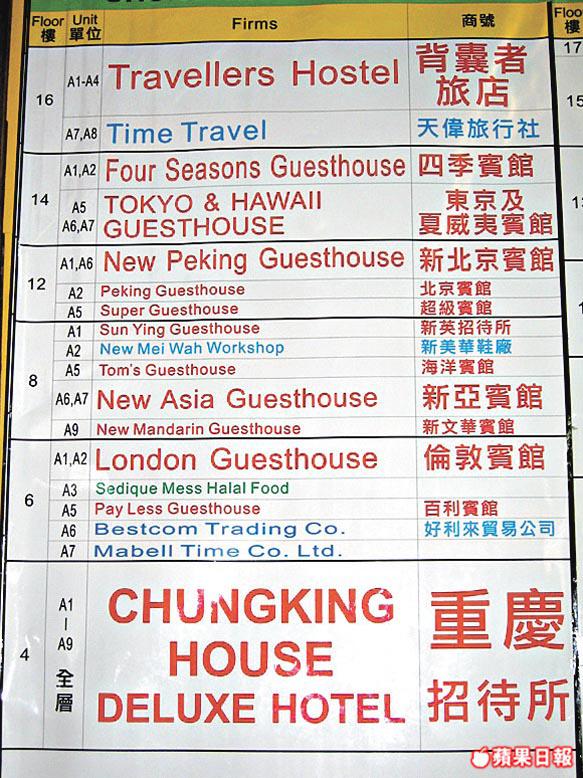 Floor Unit Firms 商號 Floor
樓 單位 樓
17
16 A1-A4 Travellers Hostel 背囊者
旅店
15
A7,A8 Time Travel 天偉旅行社
14 A1,A2 Four Seasons Guesthouse 四季賓館
A5 TOKYO & HAWAII 東京及
A6,A7 GUESTHOUSE 夏威夷賓館
12 A1,A6 New Peking Guesthouse 新北京賓館
A2 Peking Guesthouse 北京賓館
A5 Super Guesthouse 超級賓館
8 A1 Sun Ying Guesthouse 新英招待所
A2 New Mei Wah Workshop 新美華鞋廠
A5 Tom's Guesthouse 海洋賓館
A6,A7 New Asia Guesthouse 新亞賓館
A9 New Mandarin Guesthouse 新文華賓館
6 A1,A2 London Guesthouse 倫敦賓館
A3 Sedique Mess Halal Food
A5 Pay Less Guesthouse 百利賓館
A6 Bestcom Trading Co. 好利來貿易公司
A7 Mabell Time Co. Ltd.
4 A1 | A9 全層 CHUNGKING 重慶
HOUSE
DELUXE HOTEL 招待所
蘋果日報